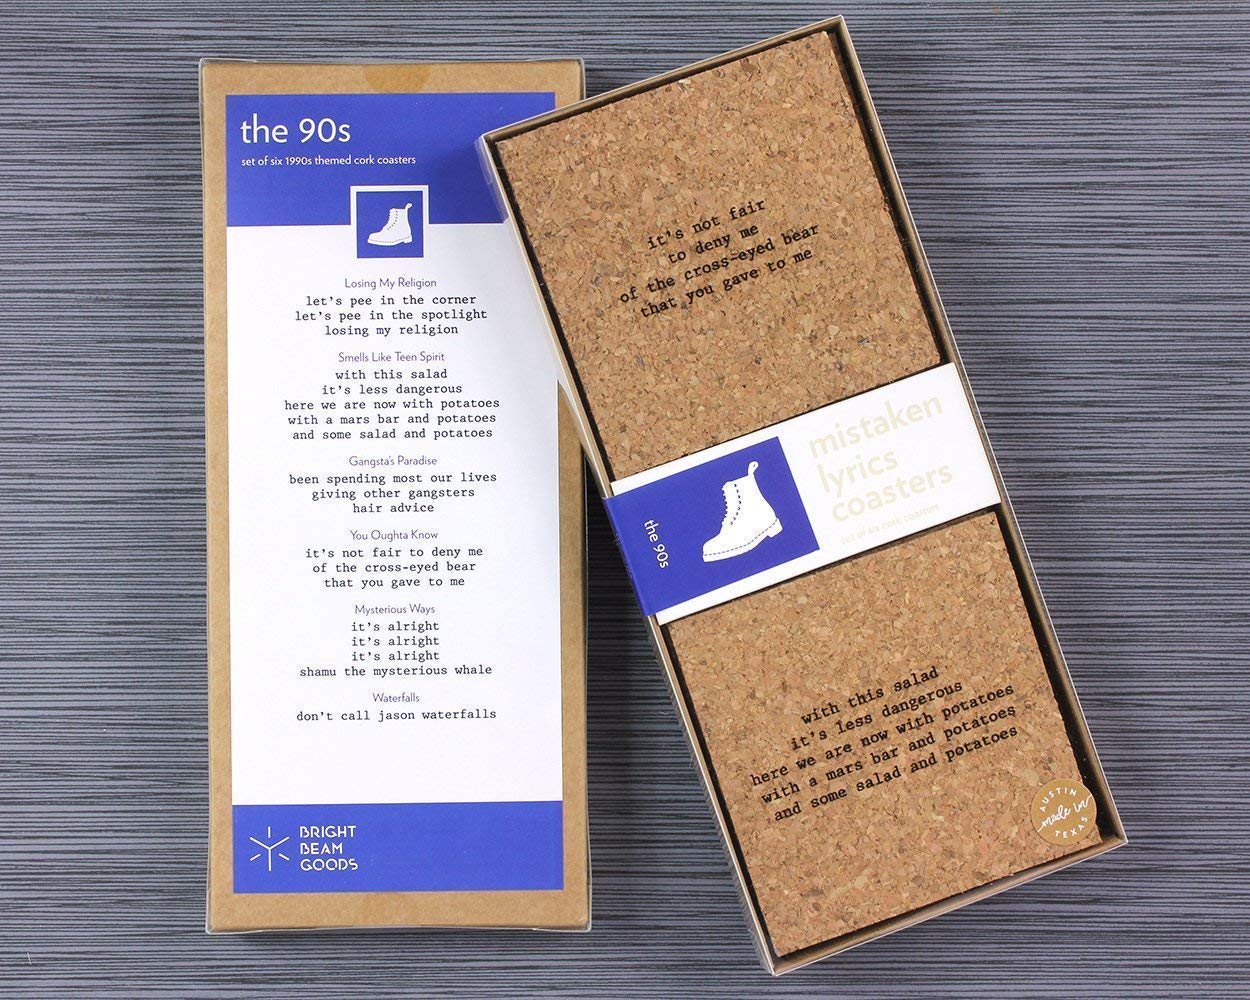 the 90s
set of six 1990s themed cork coasters
Losing My Religion
let's pee in the corner
let's pee in the spotlight
losing my religion
Smells Like Teen Spirit
with this salad
it's less dangerous
here we are now with potatoes
with a mars bar and potatoes
and some salad and potatoes
Gangsta's Paradise
been spending most our lives
giving other gangsters
hair advice
You Oughta Know
it's not fair to deny me
of the cross-eyed bear
that you gave to me
Mysterious Ways
it's alright
it's alright
it's alright
shamu the mysterious whale
Waterfalls
don't call jason waterfalls
BRIGHT
BEAM
GOODS
it's not fair
to deny me
of the cross-eyed bear
that you gave to me
the 90s
mistaken
lyrics
coasters
set of six cork coasters
with this salad
it's less dangerous
here we are now with potatoes
with a mars bar and potatoes
and some salad and potatoes
AUSTIN
made in
TEXAS